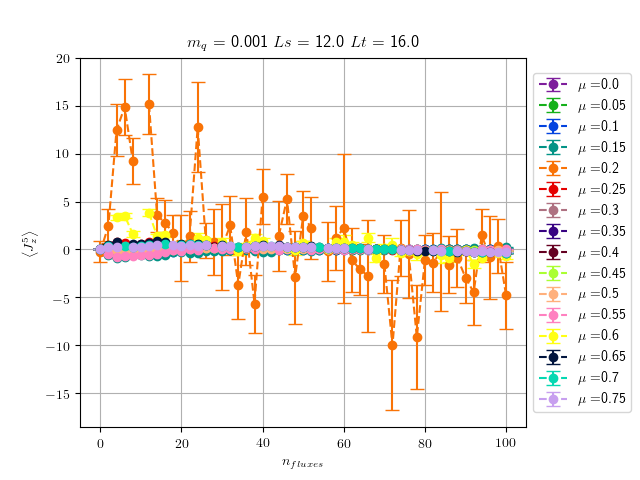 m_q = 0.001 Ls = 12.0 Lt = 16.0
20
15
10
5
0
−5
−10
−15
⟨J_z^5⟩
0 20 40 60 80 100
n_{fluxes}
μ =0.0
μ =0.05
μ =0.1
μ =0.15
μ =0.2
μ =0.25
μ =0.3
μ =0.35
μ =0.4
μ =0.45
μ =0.5
μ =0.55
μ =0.6
μ =0.65
μ =0.7
μ =0.75